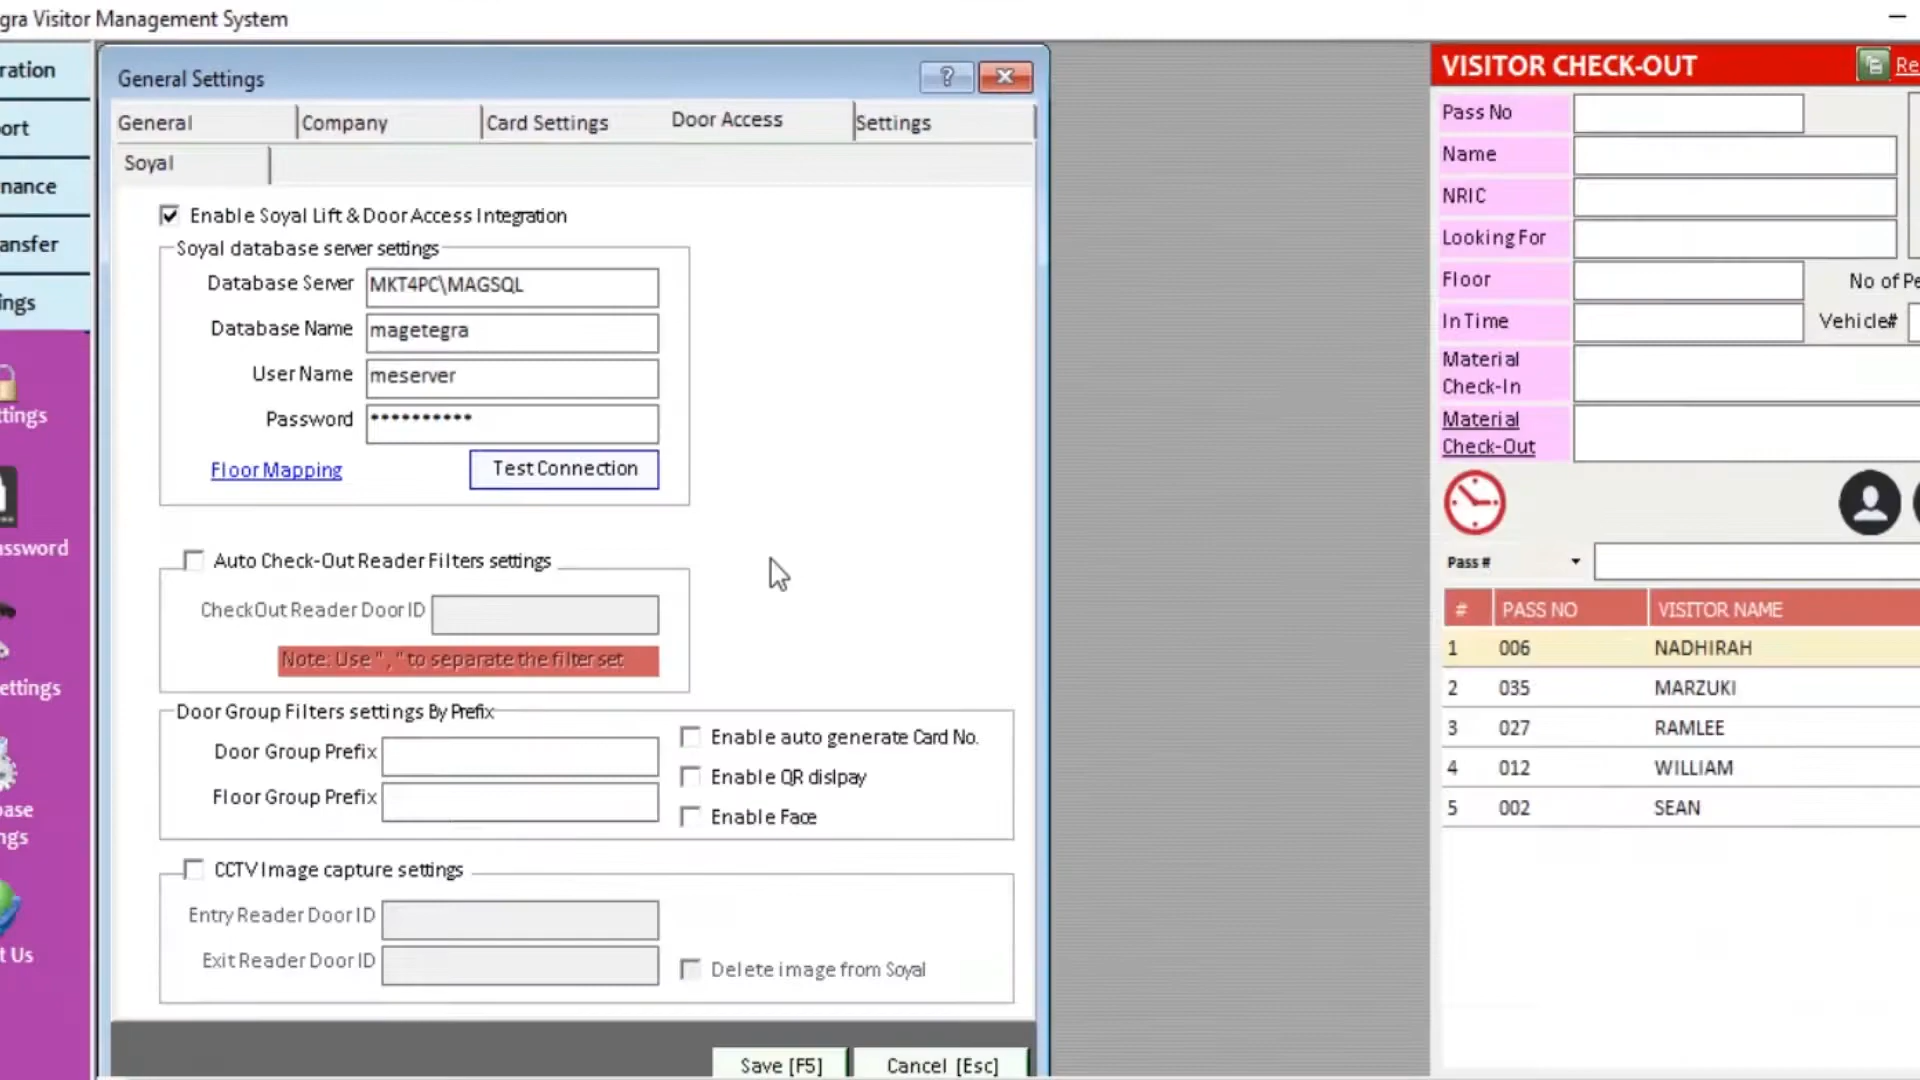 gra Visitor Management System
ration
ort
nance
ansfer
ings
ttings
assword
ettings
base
ngs
t Us
General Settings
?
General
Company
Card Settings
Door Access
Settings
Soyal
Enable Soyal Lift & Door Access Integration
Soyal database server settings
Database Server
MKT4PC\MAGSQL
Database Name
magetegra
User Name
meserver
Password
**********
Floor Mapping
Test Connection
Auto Check-Out Reader Filters settings
CheckOut Reader Door ID
Note: Use " , " to separate the filter set
Door Group Filters settings By Prefix
Door Group Prefix
Floor Group Prefix
Enable auto generate Card No.
Enable QR dislpay
Enable Face
CCTV Image capture settings
Entry Reader Door ID
Exit Reader Door ID
Delete image from Soyal
Save [F5]
Cancel [Esc]
VISITOR CHECK-OUT
Re
Pass No
Name
NRIC
Looking For
Floor
No of Pe
In Time
Vehicle#
Material
Check-In
Material
Check-Out
Pass #
# PASS NO VISITOR NAME
1 006 NADHIRAH
2 035 MARZUKI
3 027 RAMLEE
4 012 WILLIAM
5 002 SEAN